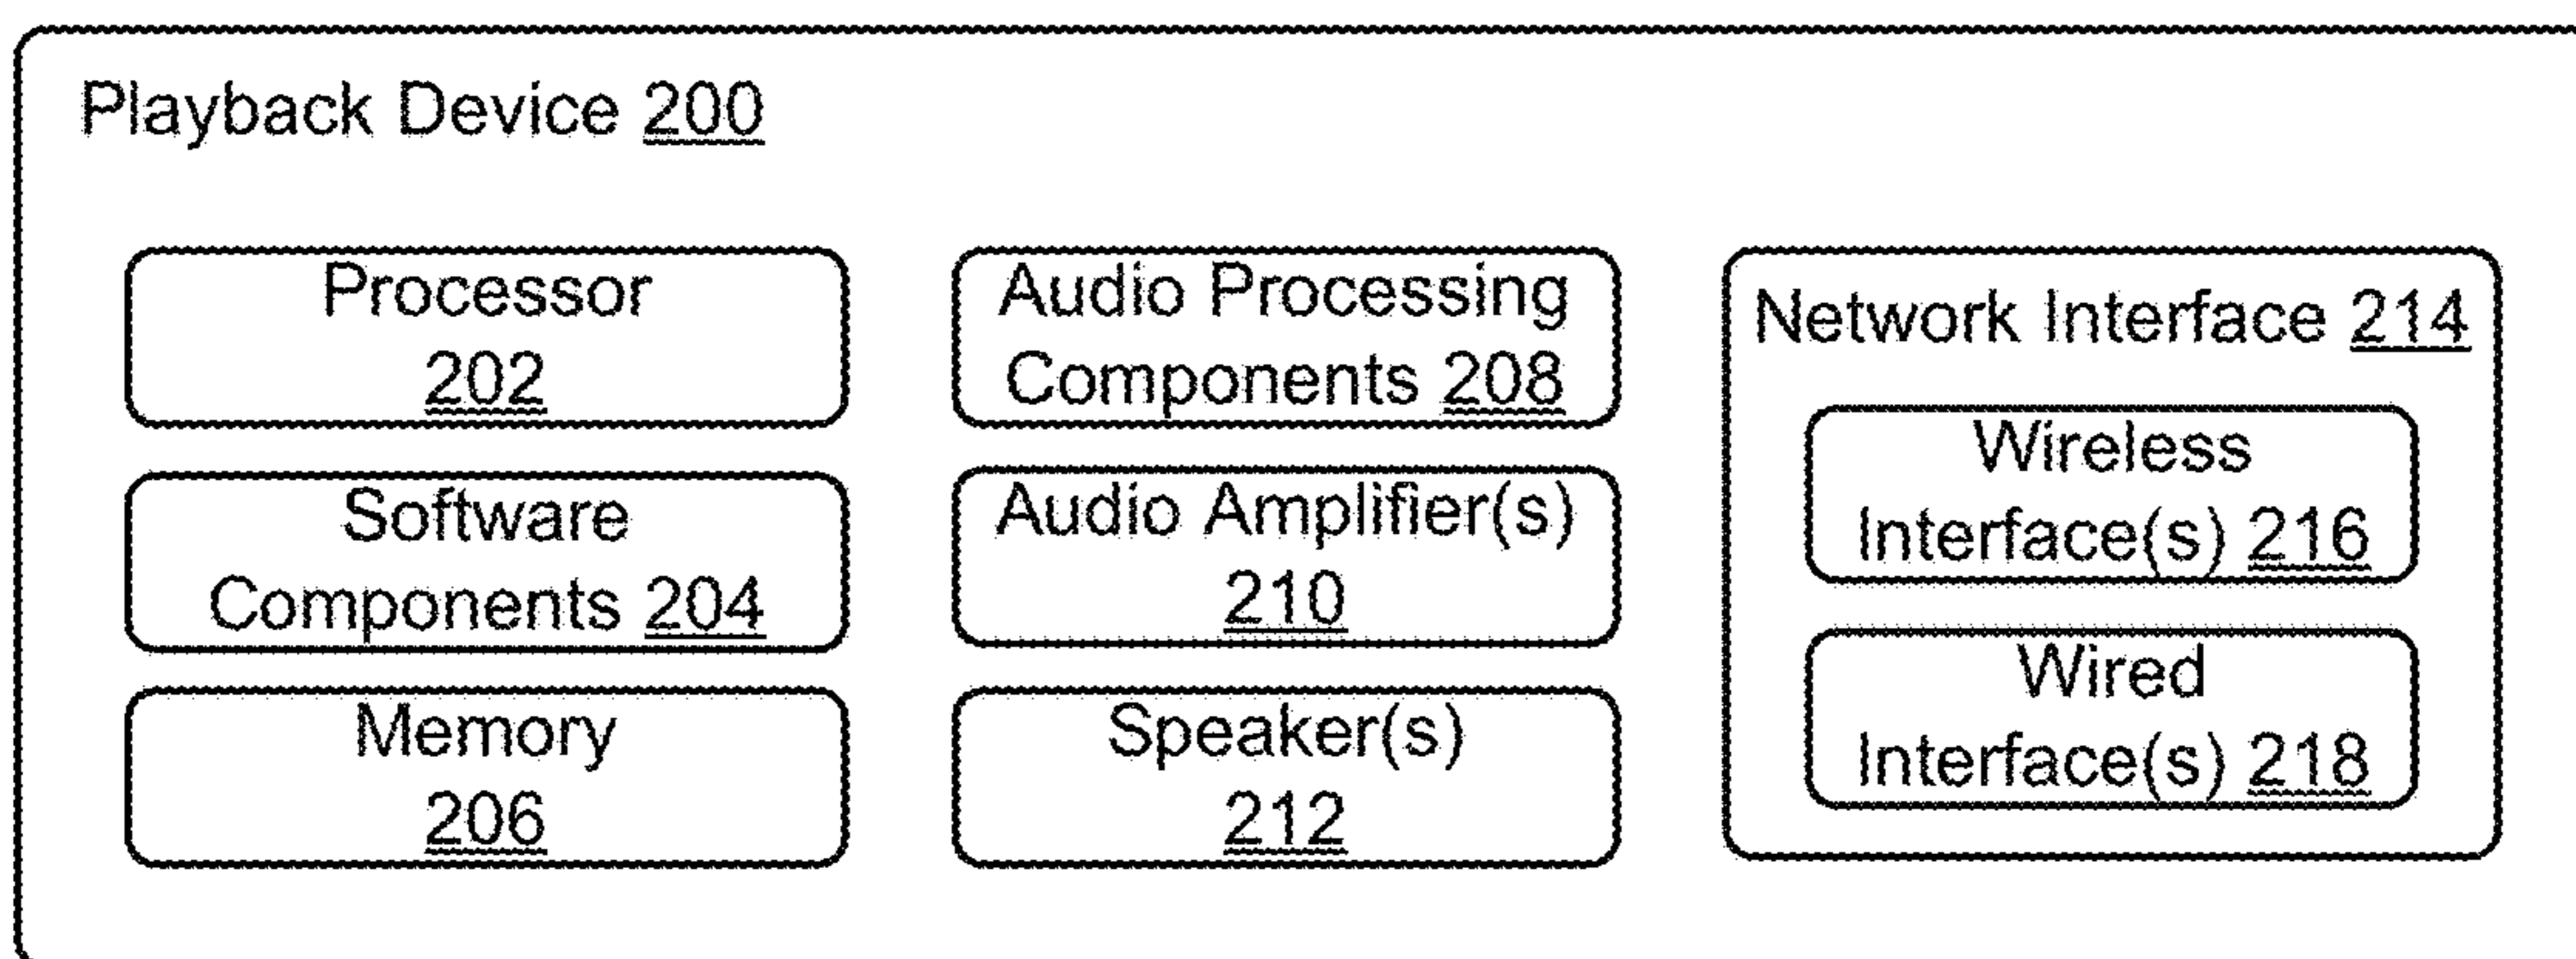 Playback Device 200
Processor
202
Software
Components 204
Memory
206
Audio Processing
Components 208
Audio Amplifier(s)
210
Speaker(s)
212
Network Interface 214
Wireless
Interface(s) 216
Wired
Interface(s) 218